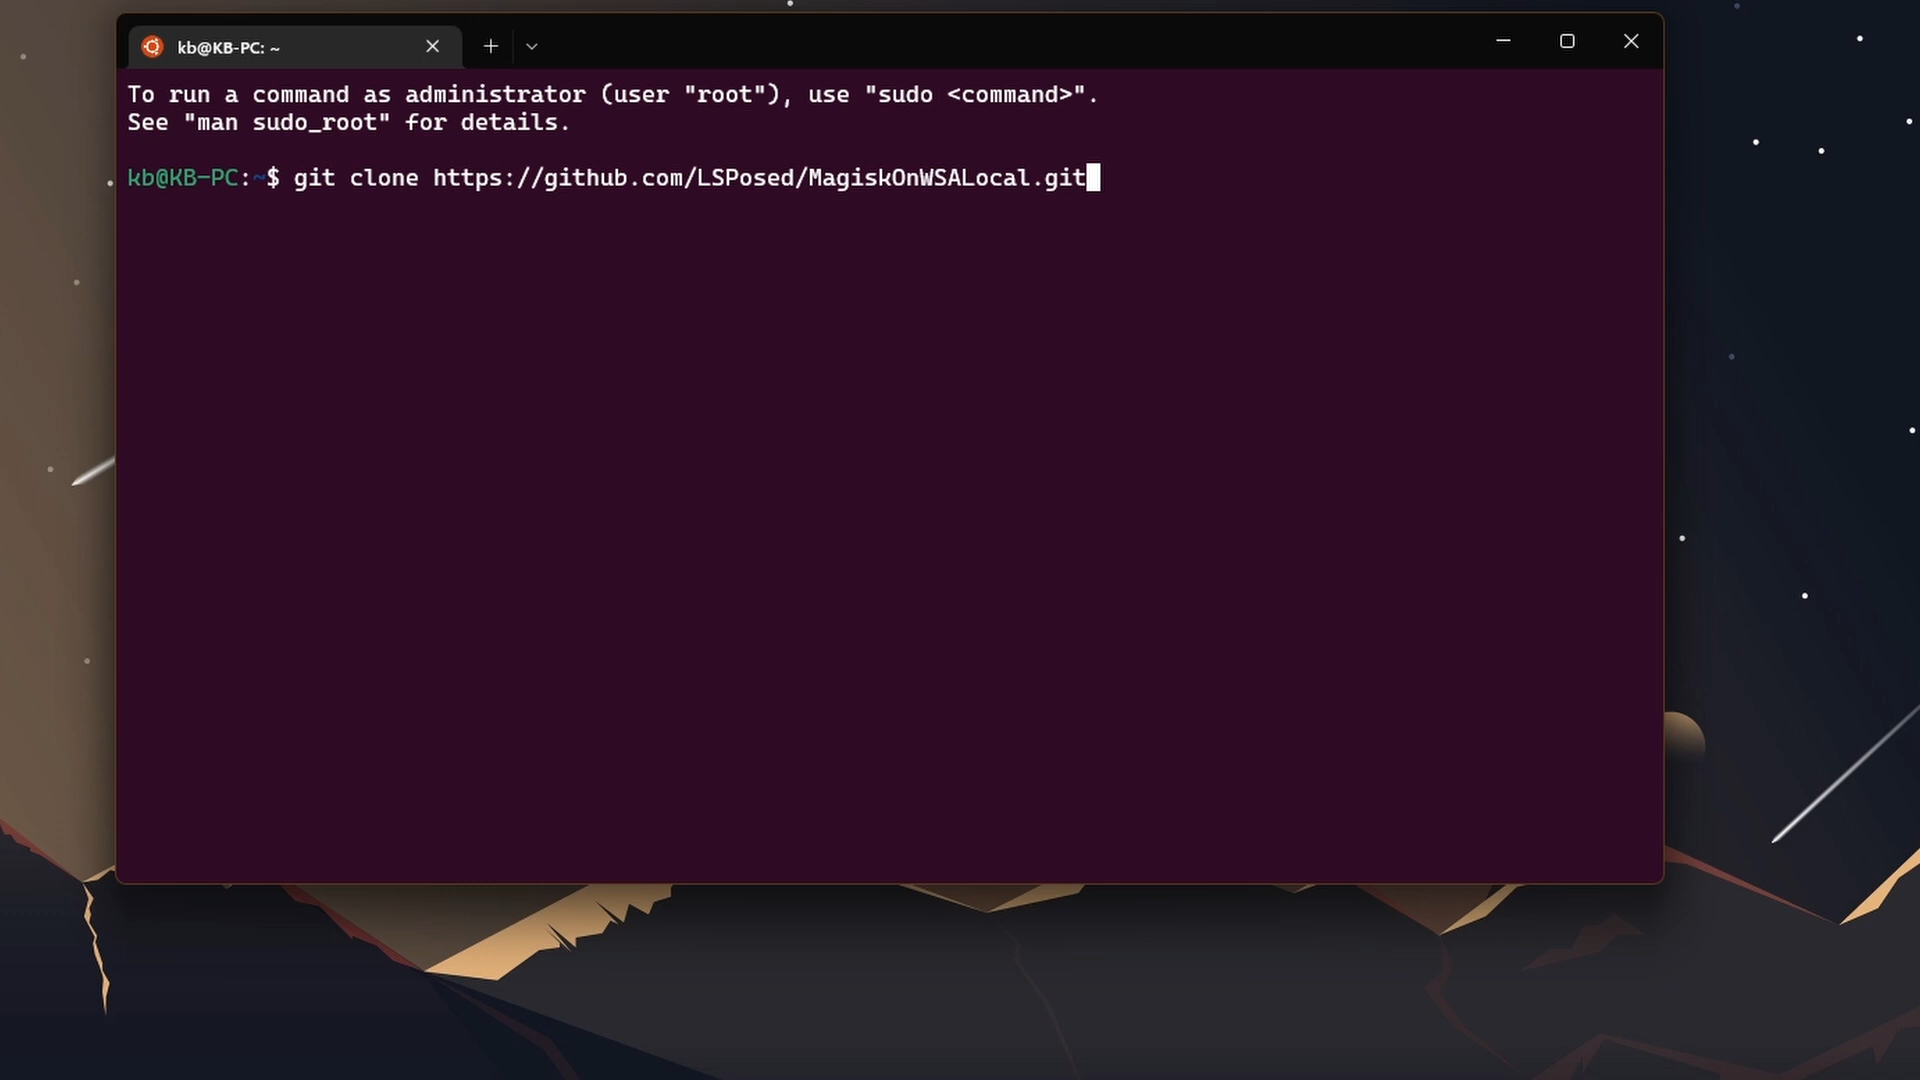 kb@KB-PC: ~
To run a command as administrator (user "root"), use "sudo <command>".
See "man sudo_root" for details.
kb@KB-PC:~$ git clone https://github.com/LSPosed/MagiskOnWSALocal.git